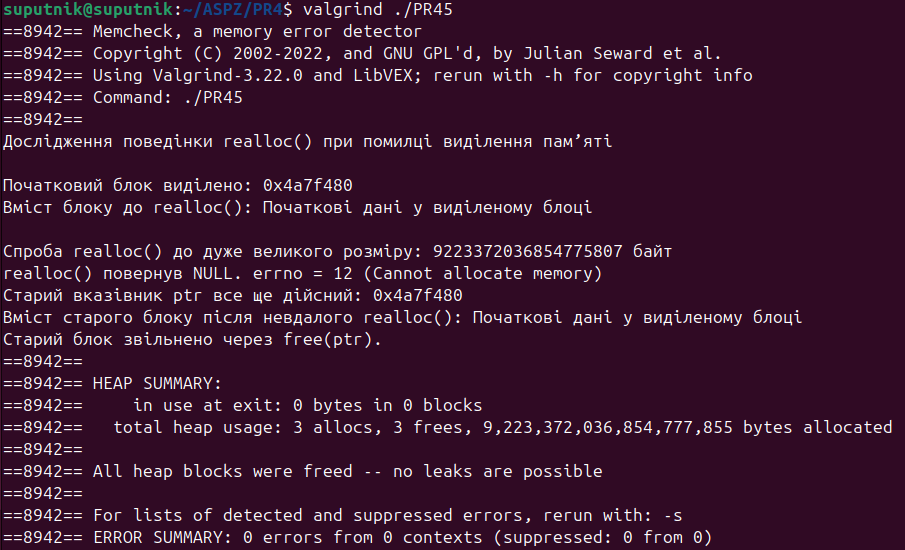 suputnik@suputnik:~/ASPZ/PR4$ valgrind ./PR45
==8942== Memcheck, a memory error detector
==8942== Copyright (C) 2002-2022, and GNU GPL'd, by Julian Seward et al.
==8942== Using Valgrind-3.22.0 and LibVEX; rerun with -h for copyright info
==8942== Command: ./PR45
==8942==
Дослідження поведінки realloc() при помилці виділення пам’яті
Початковий блок виділено: 0x4a7f480
Вміст блоку до realloc(): Початкові дані у виділеному блоці
Спроба realloc() до дуже великого розміру: 9223372036854775807 байт
realloc() повернув NULL. errno = 12 (Cannot allocate memory)
Старий вказівник ptr все ще дійсний: 0x4a7f480
Вміст старого блоку після невдалого realloc(): Початкові дані у виділеному блоці
Старий блок звільнено через free(ptr).
==8942==
==8942== HEAP SUMMARY:
==8942==     in use at exit: 0 bytes in 0 blocks
==8942==   total heap usage: 3 allocs, 3 frees, 9,223,372,036,854,777,855 bytes allocated
==8942==
==8942== All heap blocks were freed -- no leaks are possible
==8942==
==8942== For lists of detected and suppressed errors, rerun with: -s
==8942== ERROR SUMMARY: 0 errors from 0 contexts (suppressed: 0 from 0)